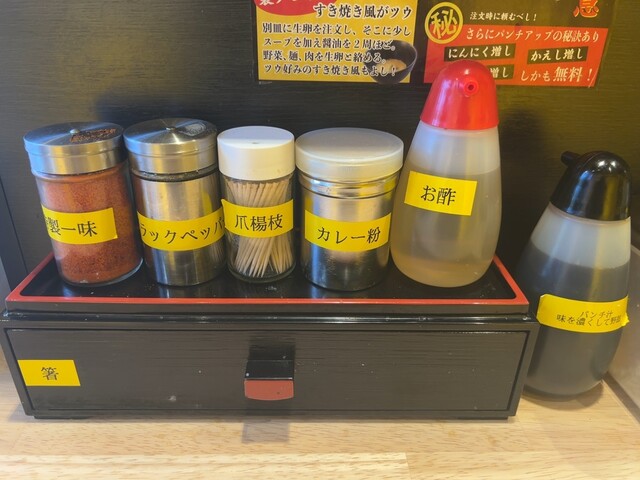 すき焼き風がツウ
別皿に生卵を注文し、そこに少し
スープを加え醤油を2周ほど。
野菜、麺、肉を生卵と絡める。
ツウ好みのすき焼き風もよし!
㊙
注文時に頼むべし!
さらにパンチアップの秘訣あり
にんにく増し
かえし増し
増し
しかも無料!
製一味
ラックペッパ
爪楊枝
カレー粉
お酢
パンチ汁
味を濃くして
箸